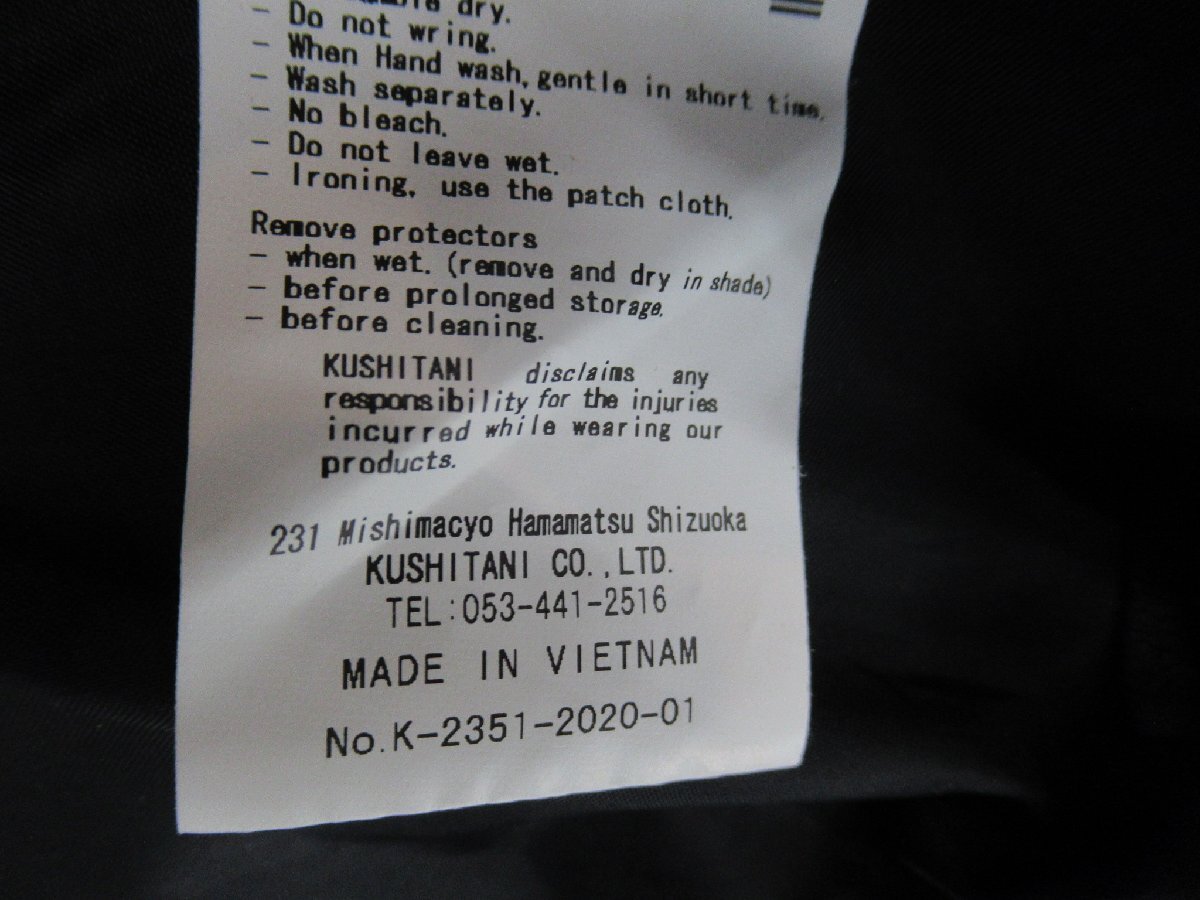 dry.
- Do not wring.
- When Hand wash, gentle in short time.
- Wash separately.
- No bleach.
- Do not leave wet.
- Ironing, use the patch cloth.
Remove protectors
- when wet. (remove and dry in shade)
- before prolonged storage.
- before cleaning.
KUSHITANI disclaims any
responsibility for the injuries
incurred while wearing our
products.
231 Mishimacyo Hamamatsu Shizuoka
KUSHITANI CO.,LTD.
TEL:053-441-2516
MADE IN VIETNAM
No.K-2351-2020-01